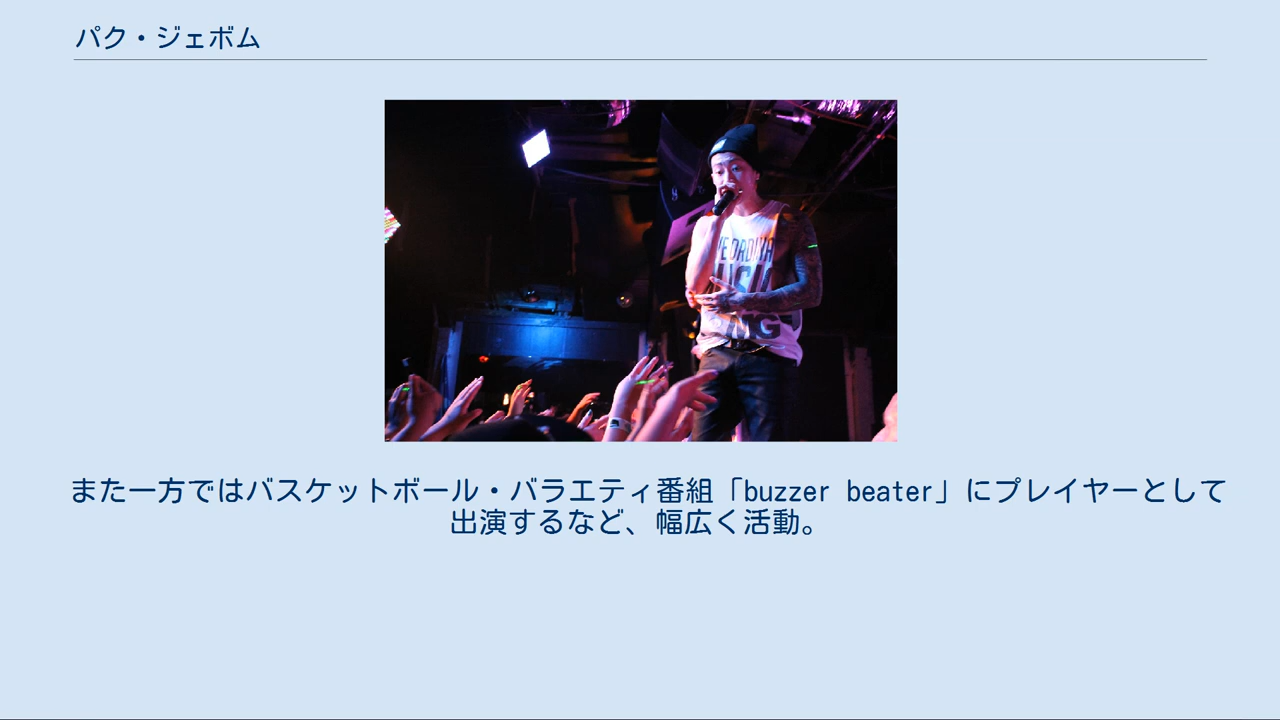 パク・ジェボム
MUSIC
また一方ではバスケットボール・バラエティ番組「buzzer beater」にプレイヤーとして
出演するなど、幅広く活動。